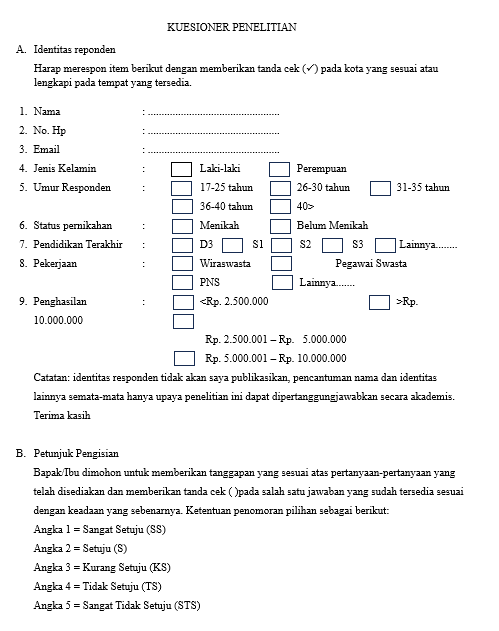 KUESIONER PENELITIAN
A. Identitas reponden
Harap merespon item berikut dengan memberikan tanda cek (✓) pada kota yang sesuai atau
lengkapi pada tempat yang tersedia.
1. Nama : ................................................
2. No. Hp : ................................................
3. Email : ................................................
4. Jenis Kelamin : Laki-laki Perempuan
5. Umur Responden : 17-25 tahun 26-30 tahun 31-35 tahun
36-40 tahun 40>
6. Status pernikahan : Menikah Belum Menikah
7. Pendidikan Terakhir : D3 S1 S2 S3 Lainnya........
8. Pekerjaan : Wiraswasta Pegawai Swasta
PNS Lainnya.......
9. Penghasilan : <Rp. 2.500.000 >Rp.
10.000.000
Rp. 2.500.001 – Rp. 5.000.000
Rp. 5.000.001 – Rp. 10.000.000
Catatan: identitas responden tidak akan saya publikasikan, pencantuman nama dan identitas
lainnya semata-mata hanya upaya penelitian ini dapat dipertanggungjawabkan secara akademis.
Terima kasih
B. Petunjuk Pengisian
Bapak/Ibu dimohon untuk memberikan tanggapan yang sesuai atas pertanyaan-pertanyaan yang
telah disediakan dan memberikan tanda cek ( )pada salah satu jawaban yang sudah tersedia sesuai
dengan keadaan yang sebenarnya. Ketentuan penomoran pilihan sebagai berikut:
Angka 1 = Sangat Setuju (SS)
Angka 2 = Setuju (S)
Angka 3 = Kurang Setuju (KS)
Angka 4 = Tidak Setuju (TS)
Angka 5 = Sangat Tidak Setuju (STS)